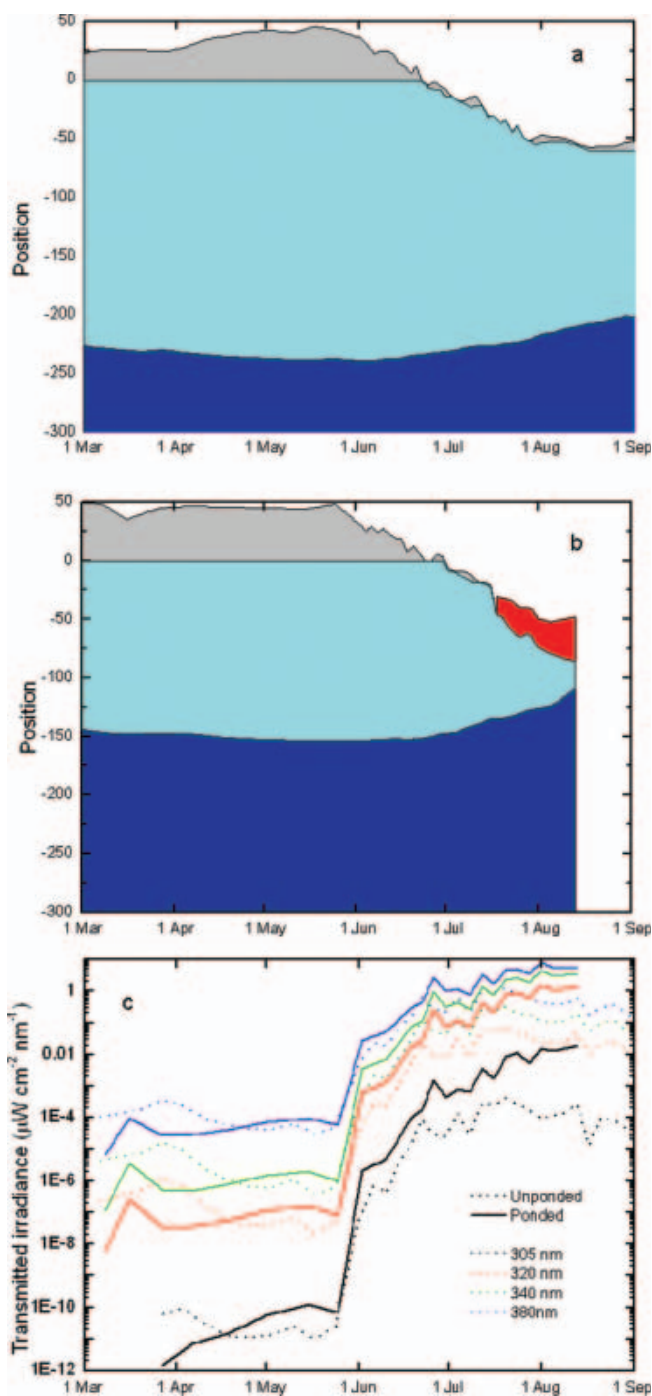 50
a
0
-50
-100
-150
-200
-250
-300
Position
1 Mar 1 Apr 1 May 1 Jun 1 Jul 1 Aug 1 Sep
50
b
0
-50
-100
-150
-200
-250
-300
Position
1 Mar 1 Apr 1 May 1 Jun 1 Jul 1 Aug 1 Sep
c
1
0.01
1E-4
1E-6
1E-8
1E-10
1E-12
Transmitted irradiance (µW cm-2 nm-1)
Unponded
Ponded
305 nm
320 nm
340 nm
380nm
1 Mar 1 Apr 1 May 1 Jun 1 Jul 1 Aug 1 Sep